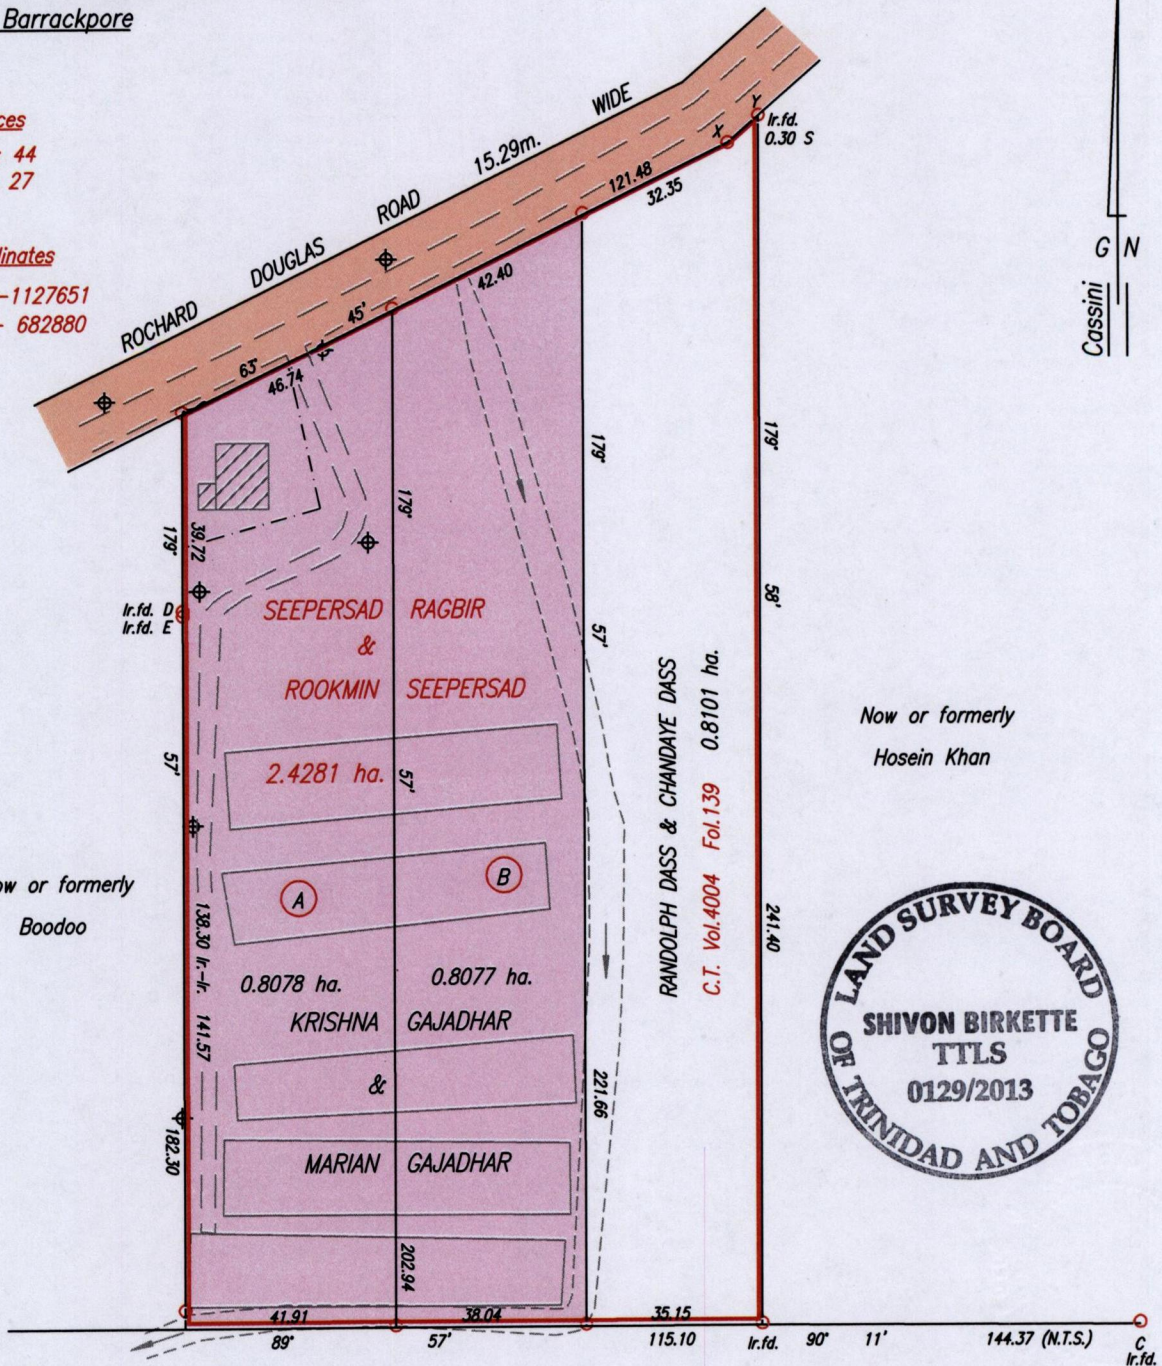 Barrackpore
44
27
-1127651
- 682880
ROCHARD DOUGLAS ROAD 15.29m. WIDE
X
Y
Ir.fd.
0.30 S
121.48
32.35
42.40
45'
63°
46.74
G N
Cassini
179'
179'
179'
179'
39.72
Ir.fd. D
Ir.fd. E
SEEPERSAD RAGBIR
&
ROOKMIN SEEPERSAD
57'
58'
57'
2.4281 ha.
57'
RANDOLPH DASS & CHANDAYE DASS
C.T. Vol.4004 Fol.139 0.8101 ha.
Now or formerly
Hosein Khan
A
B
or formerly
Boodoo
138.30 Ir.-Ir. 141.57
241.40
0.8078 ha.
0.8077 ha.
KRISHNA GAJADHAR
&
MARIAN GAJADHAR
221.66
182.30
202.94
LAND SURVEY BOARD
SHIVON BIRKETTE
TTLS
0129/2013
OF TRINIDAD AND TOBAGO
41.91
38.04
35.15
89° 57'
115.10
Ir.fd.
90° 11'
144.37 (N.T.S.)
C
Ir.fd.